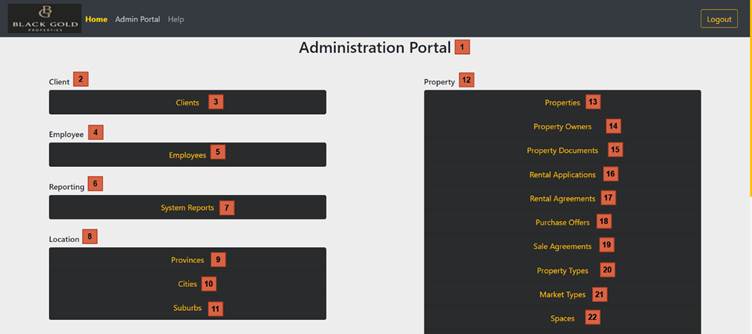 BG
BLACK GOLD
PROPERTIES
Home Admin Portal Help
Logout
Administration Portal 1
Client 2
Clients 3
Employee 4
Employees 5
Reporting 6
System Reports 7
Location 8
Provinces 9
Cities 10
Suburbs 11
Property 12
Properties 13
Property Owners 14
Property Documents 15
Rental Applications 16
Rental Agreements 17
Purchase Offers 18
Sale Agreements 19
Property Types 20
Market Types 21
Spaces 22